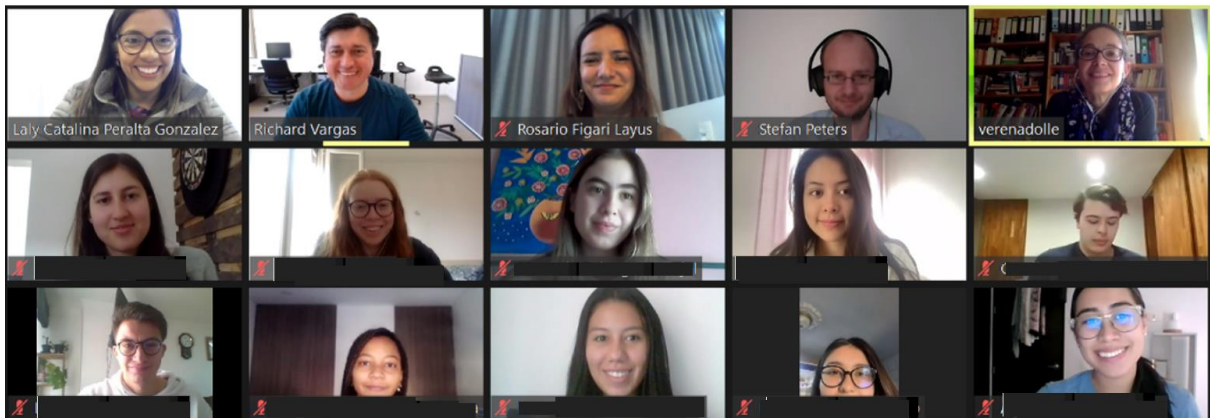 Laly Catalina Peralta Gonzalez
Richard Vargas
Rosario Figari Layus
Stefan Peters
verenadolle